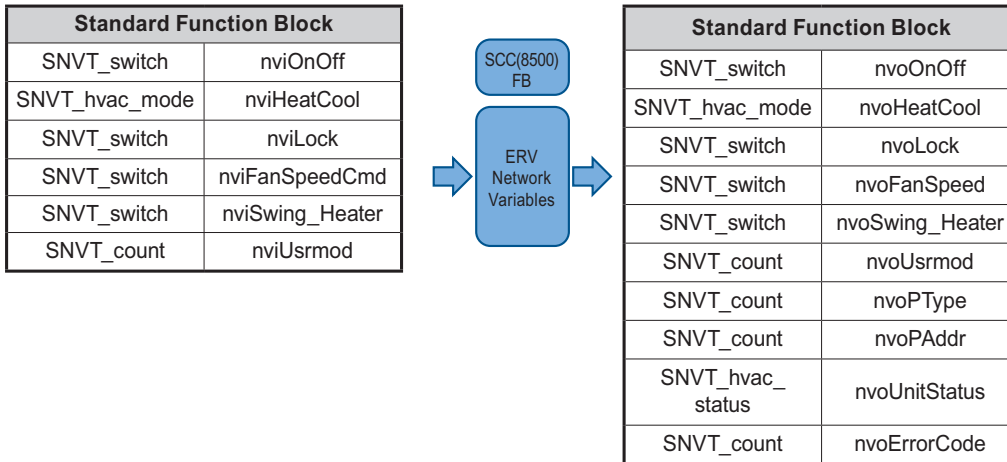 Standard Function Block
SNVT_switch nviOnOff
SNVT_hvac_mode nviHeatCool
SNVT_switch nviLock
SNVT_switch nviFanSpeedCmd
SNVT_switch nviSwing_Heater
SNVT_count nviUsrmod
SCC(8500)
FB
ERV
Network
Variables
Standard Function Block
SNVT_switch nvoOnOff
SNVT_hvac_mode nvoHeatCool
SNVT_switch nvoLock
SNVT_switch nvoFanSpeed
SNVT_switch nvoSwing_Heater
SNVT_count nvoUsrmod
SNVT_count nvoPType
SNVT_count nvoPAddr
SNVT_hvac_
status nvoUnitStatus
SNVT_count nvoErrorCode